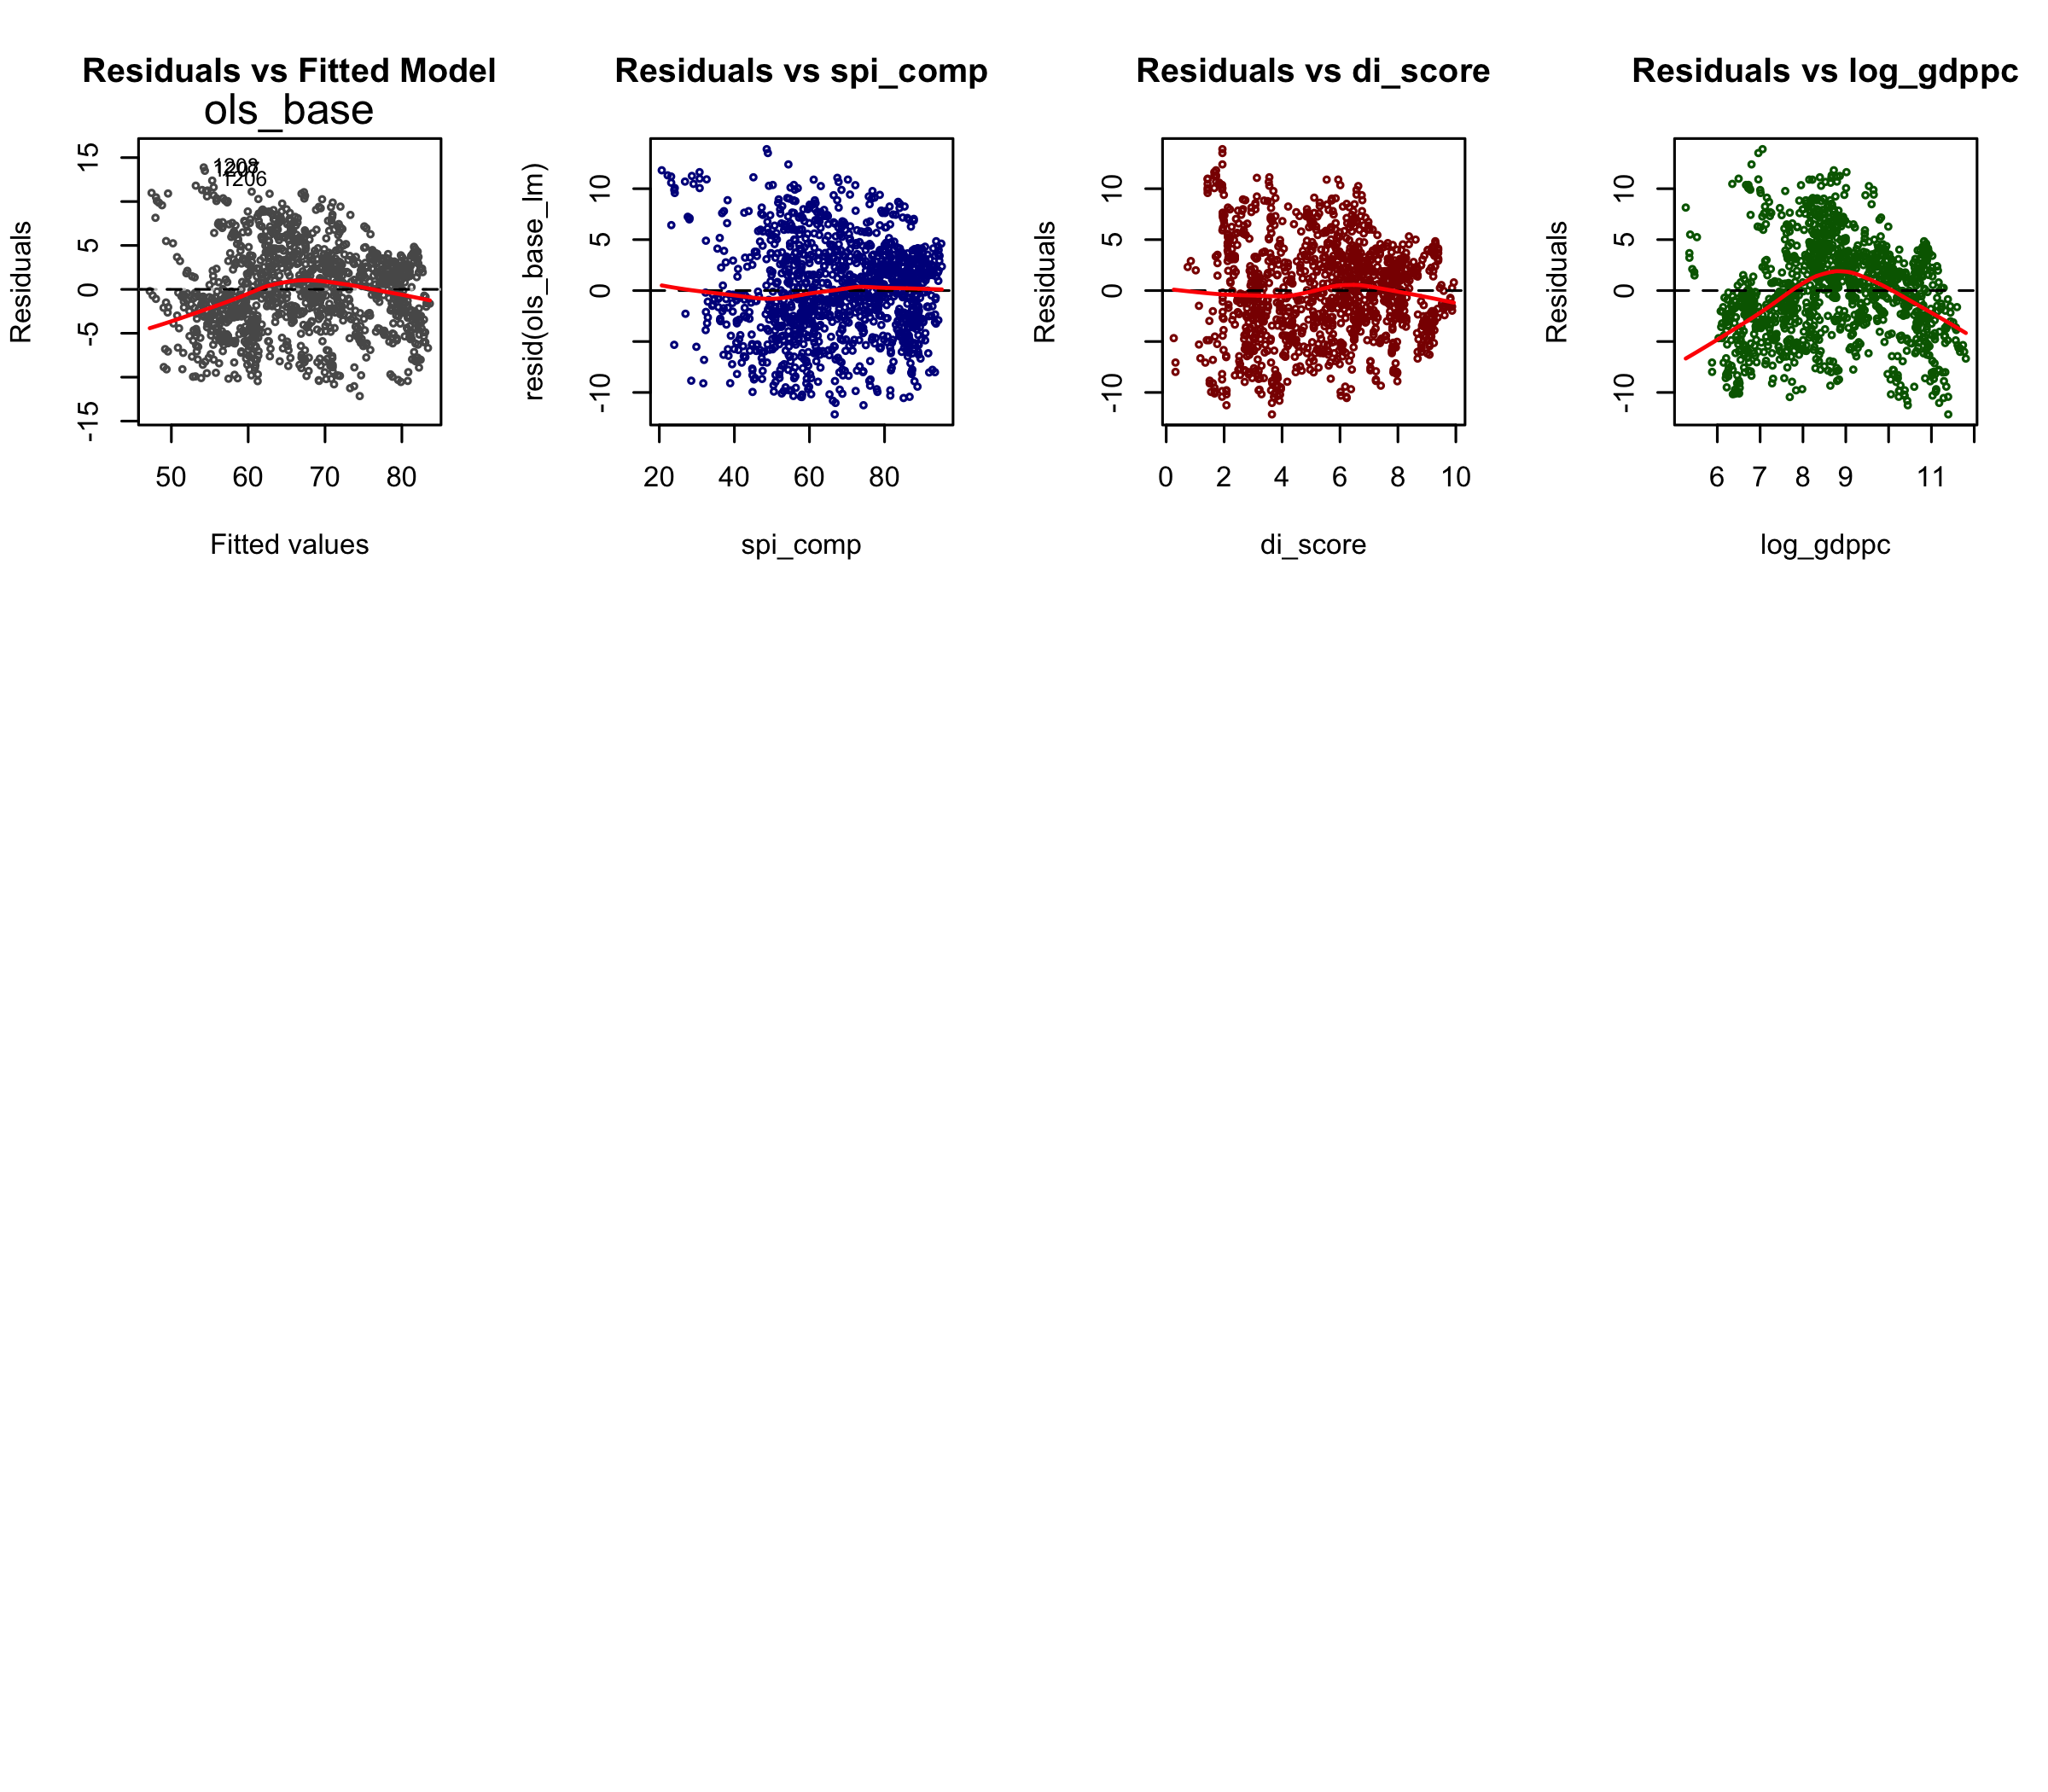 Residuals vs Fitted Model
ols_base
Residuals
15
5
0
-5
-15
1206
50 60 70 80
Fitted values
Residuals vs spi_comp
resid(ols_base_lm)
10
5
0
-10
20 40 60 80
spi_comp
Residuals vs di_score
Residuals
10
5
0
-10
0 2 4 6 8 10
di_score
Residuals vs log_gdppc
Residuals
10
5
0
-10
6 7 8 9 11
log_gdppc